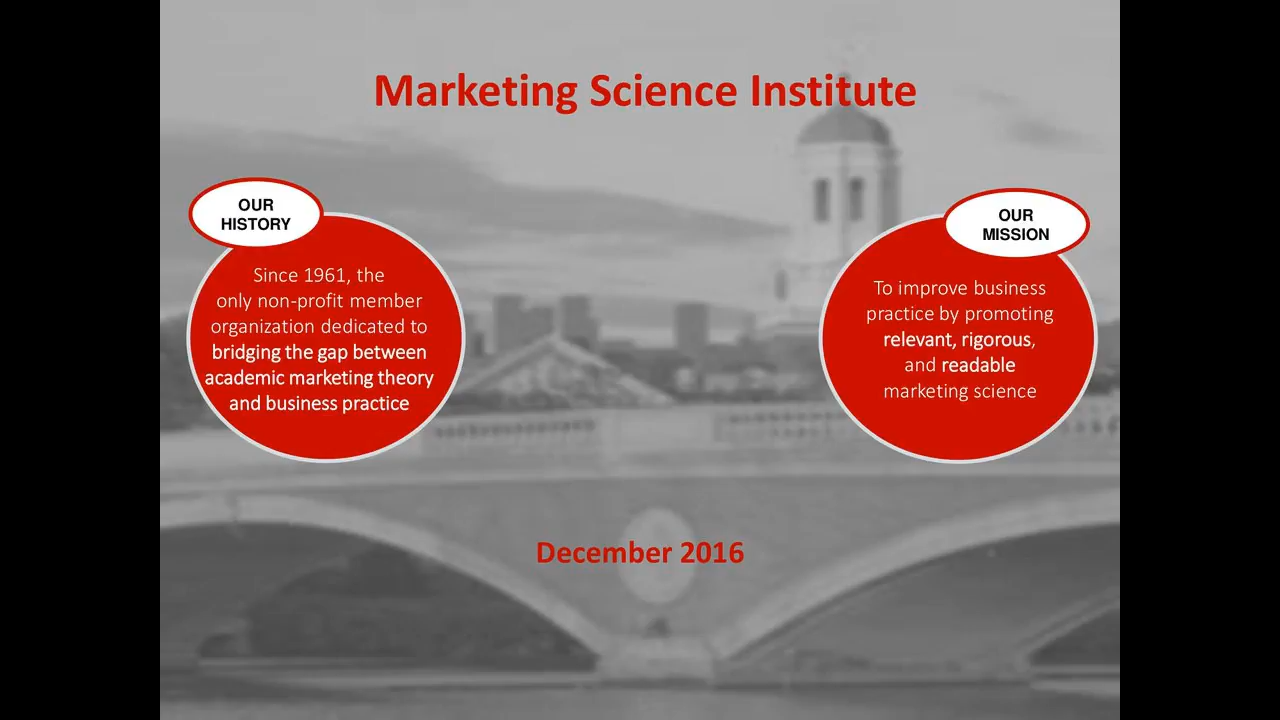 Marketing Science Institute
OUR
HISTORY
Since 1961, the
only non-profit member
organization dedicated to
bridging the gap between
academic marketing theory
and business practice
OUR
MISSION
To improve business
practice by promoting
relevant, rigorous,
and readable
marketing science
December 2016